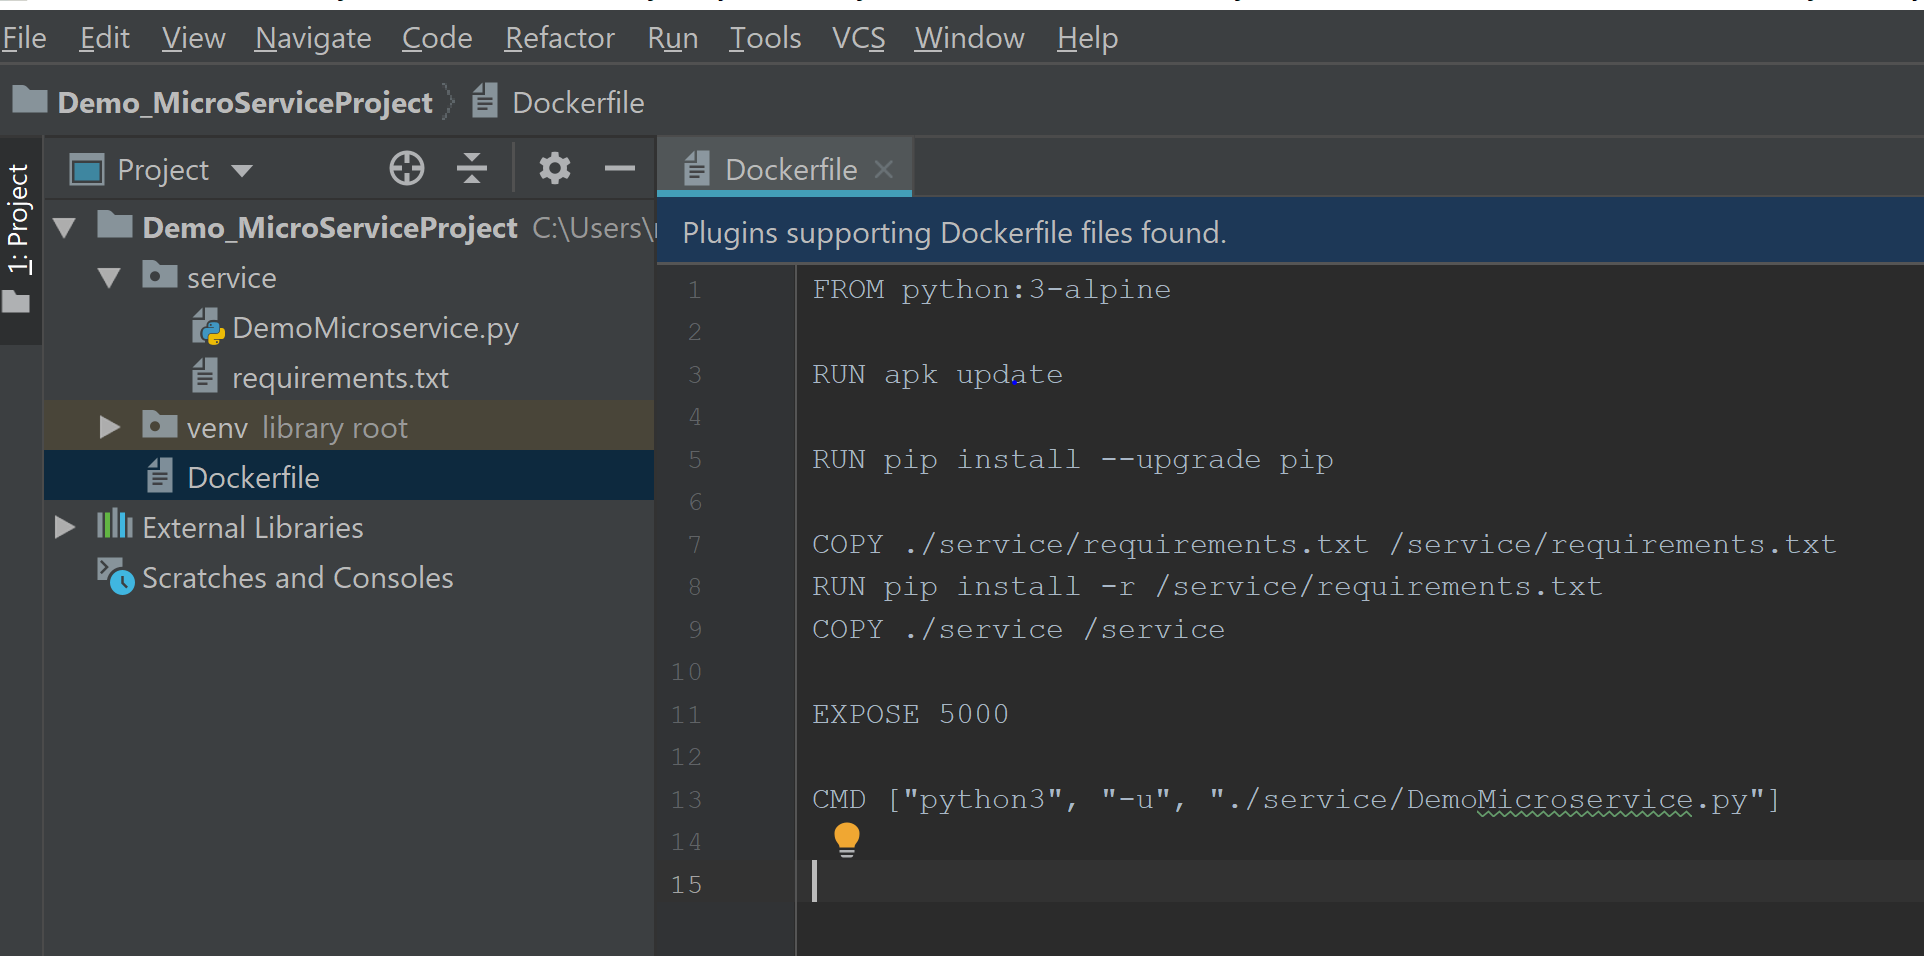 File Edit View Navigate Code Refactor Run Tools VCS Window Help
Demo_MicroServiceProject Dockerfile
1: Project
Project
Demo_MicroServiceProject C:\Users\
service
DemoMicroservice.py
requirements.txt
venv library root
Dockerfile
External Libraries
Scratches and Consoles
Dockerfile
Plugins supporting Dockerfile files found.
1 FROM python:3-alpine
2
3 RUN apk update
4
5 RUN pip install --upgrade pip
6
7 COPY ./service/requirements.txt /service/requirements.txt
8 RUN pip install -r /service/requirements.txt
9 COPY ./service /service
10
11 EXPOSE 5000
12
13 CMD ["python3", "-u", "./service/DemoMicroservice.py"]
14
15